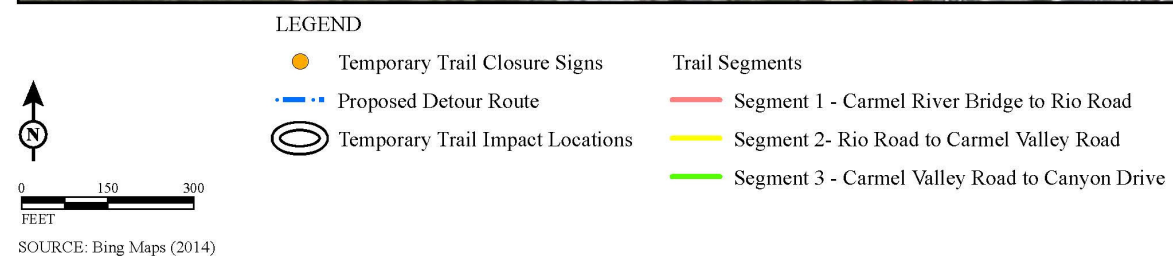 LEGEND
Temporary Trail Closure Signs
Proposed Detour Route
Temporary Trail Impact Locations
Trail Segments
Segment 1 - Carmel River Bridge to Rio Road
Segment 2- Rio Road to Carmel Valley Road
Segment 3 - Carmel Valley Road to Canyon Drive
N
0 150 300
FEET
SOURCE: Bing Maps (2014)